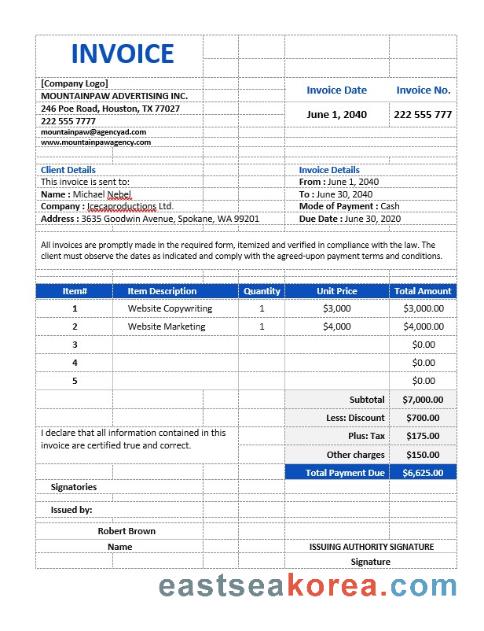 INVOICE
[Company Logo]
MOUNTAINPAW ADVERTISING INC.
246 Poe Road, Houston, TX 77027
222 555 7777
mountainpaw@agencyad.com
www.mountainpawagency.com
Invoice Date Invoice No.
June 1, 2040 222 555 777
Client Details
This invoice is sent to:
Name : Michael Nebel
Company : Icecaproductions Ltd.
Address : 3635 Goodwin Avenue, Spokane, WA 99201
Invoice Details
From : June 1, 2040
To : June 30, 2040
Mode of Payment : Cash
Due Date : June 30, 2020
All invoices are promptly made in the required form, itemized and verified in compliance with the law. The
client must observe the dates as indicated and comply with the agreed-upon payment terms and conditions.
Item# Item Description Quantity Unit Price Total Amount
1 Website Copywriting 1 $3,000 $3,000.00
2 Website Marketing 1 $4,000 $4,000.00
3 $0.00
4 $0.00
5 $0.00
Subtotal $7,000.00
Less: Discount $700.00
Plus: Tax $175.00
Other charges $150.00
Total Payment Due $6,625.00
I declare that all information contained in this
invoice are certified true and correct.
Signatories
Issued by:
Robert Brown
Name
ISSUING AUTHORITY SIGNATURE
Signature
eastseakorea.com